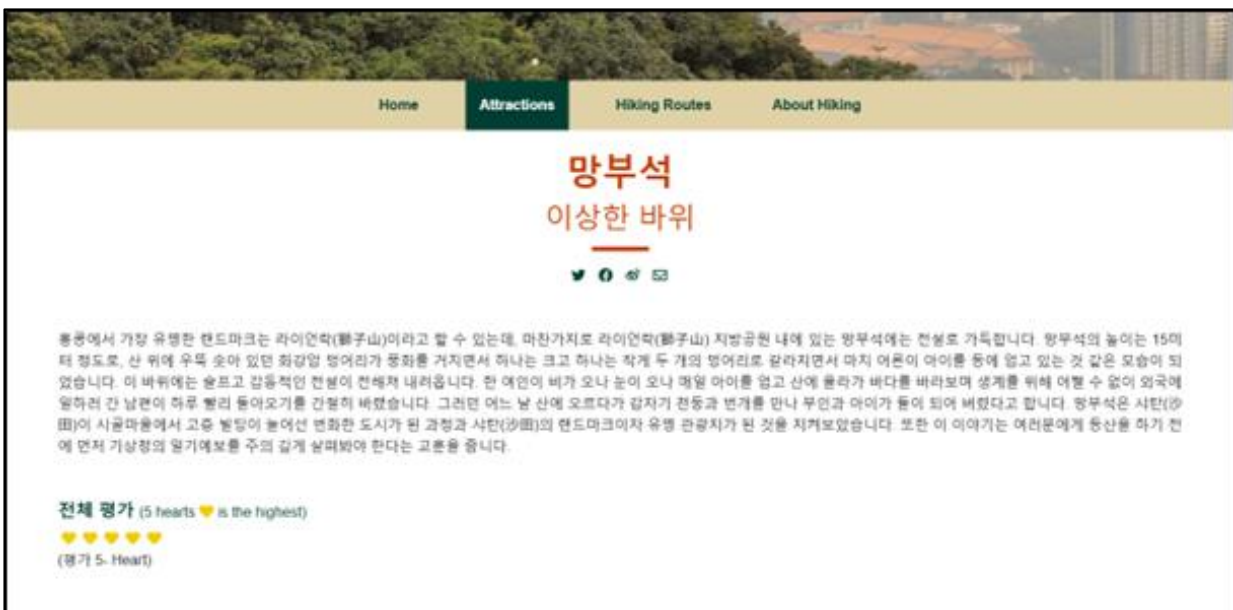 Home Attractions Hiking Routes About Hiking
망부석
이상한 바위
홍콩에서 가장 유명한 랜드마크는 라이언락(獅子山)이라고 할 수 있는데, 마찬가지로 라이언락(獅子山) 지방공원 내에 있는 망부석에는 전설로 가득합니다. 망부석의 높이는 15미
터 정도로, 산 위에 우뚝 솟아 있던 화강암 덩어리가 풍화를 거치면서 하나는 크고 하나는 작게 두 개의 덩어리로 갈라지면서 마치 어른이 아이를 등에 업고 있는 것 같은 모습이 되
었습니다. 이 바위에는 슬프고 감동적인 전설이 전해져 내려옵니다. 한 여인이 비가 오나 눈이 오나 매일 아이를 업고 산에 올라가 바다를 바라보며 생계를 위해 어쩔 수 없이 외국에
일하러 간 남편이 하루 빨리 돌아오기를 간절히 바랬습니다. 그러던 어느 날 산에 오르다가 갑자기 천둥과 번개를 만나 부인과 아이가 돌이 되어 버렸다고 합니다. 망부석은 샤틴(沙
田)이 시골마을에서 고층 빌딩이 늘어선 번화한 도시가 된 과정과 샤틴(沙田)의 랜드마크이자 유명 관광지가 된 것을 지켜보았습니다. 또한 이 이야기는 여러분에게 등산을 하기 전
에 먼저 기상청의 일기예보를 주의 깊게 살펴봐야 한다는 교훈을 줍니다.
전체 평가 (5 hearts 💛 is the highest)
(평가 5- Heart)